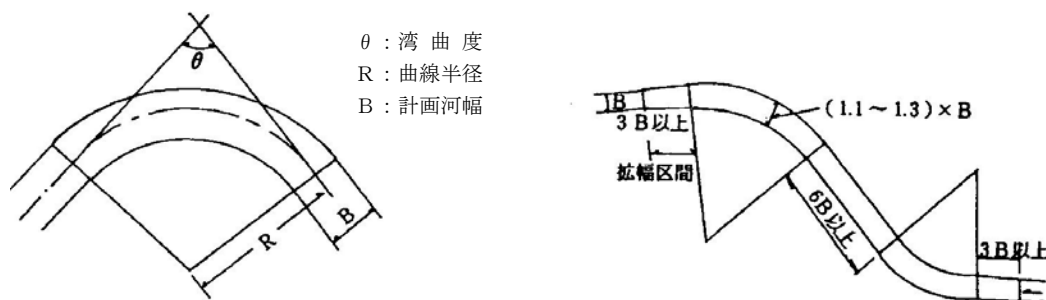 θ：湾 曲 度
R：曲線半径
B：計画河幅
θ
R
B
B
3B以上
拡幅区間
(1.1～1.3)×B
6B以上
3B以上